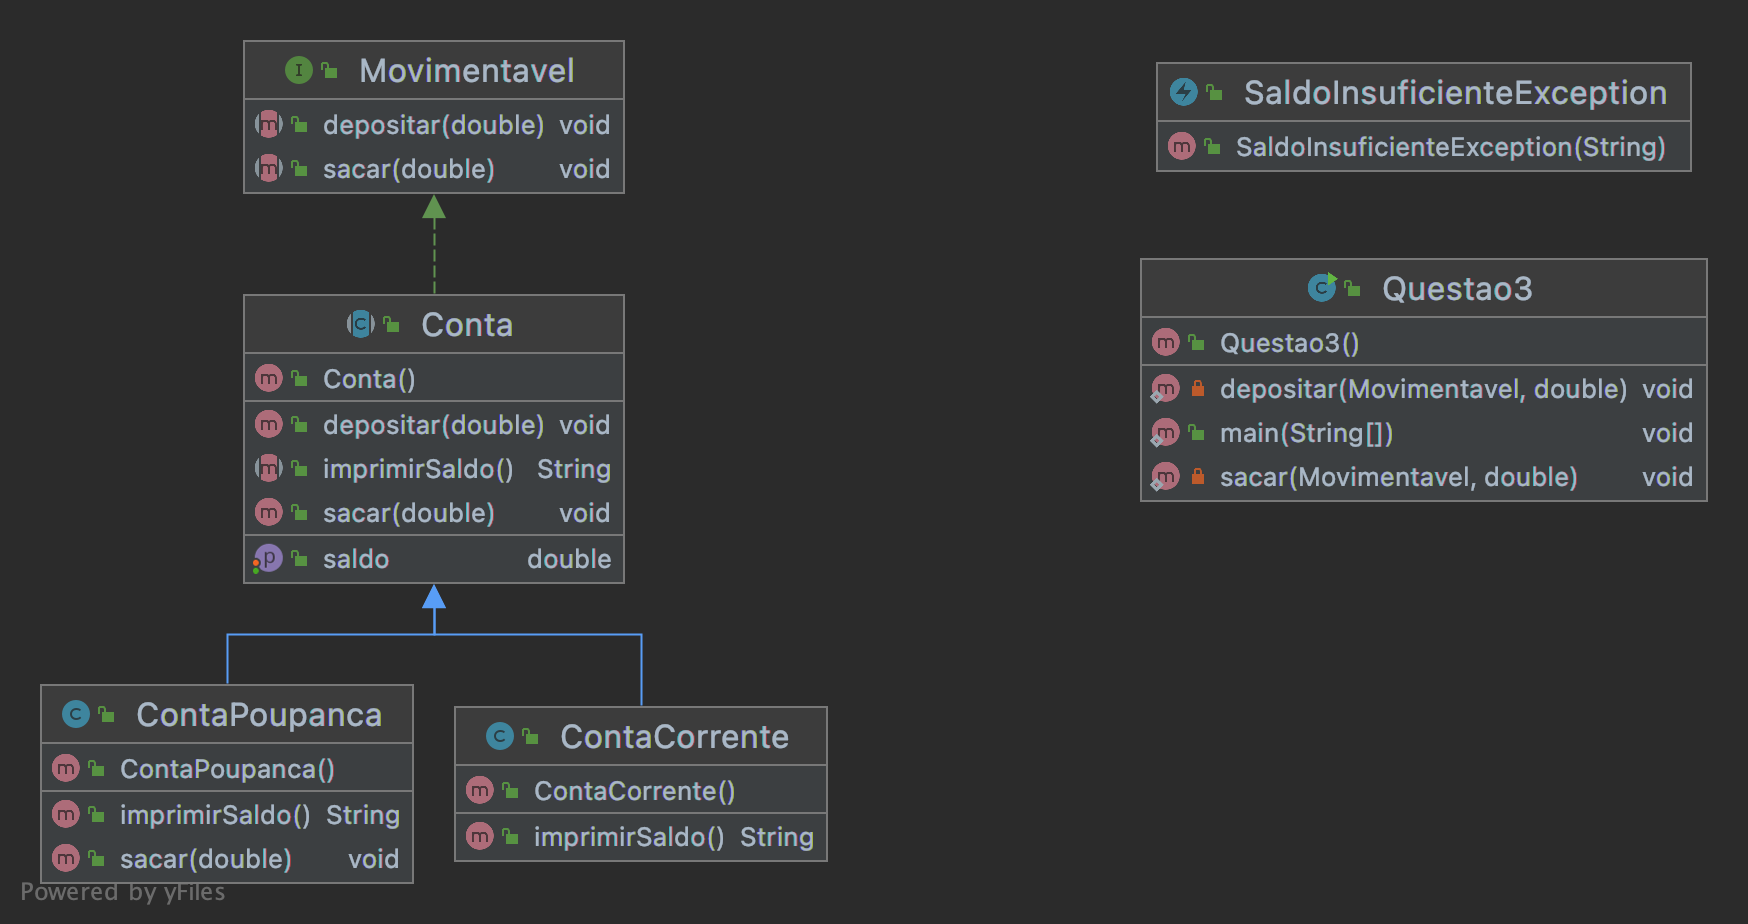 Movimentavel
depositar(double) void
sacar(double) void
SaldoInsuficienteException
SaldoInsuficienteException(String)
Conta
Conta()
depositar(double) void
imprimirSaldo() String
sacar(double) void
saldo double
Questao3
Questao3()
depositar(Movimentavel, double) void
main(String[]) void
sacar(Movimentavel, double) void
ContaPoupanca
ContaPoupanca()
imprimirSaldo() String
sacar(double) void
ContaCorrente
ContaCorrente()
imprimirSaldo() String
Powered by yFiles